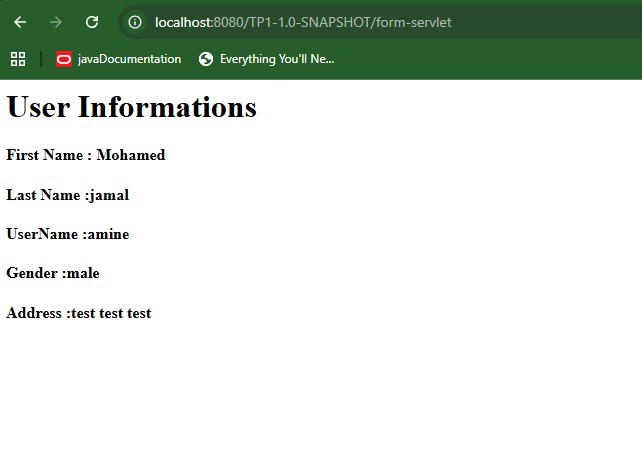 localhost:8080/TP1-1.0-SNAPSHOT/form-servlet
javaDocumentation Everything You'll Ne...
User Informations
First Name : Mohamed
Last Name :jamal
UserName :amine
Gender :male
Address :test test test